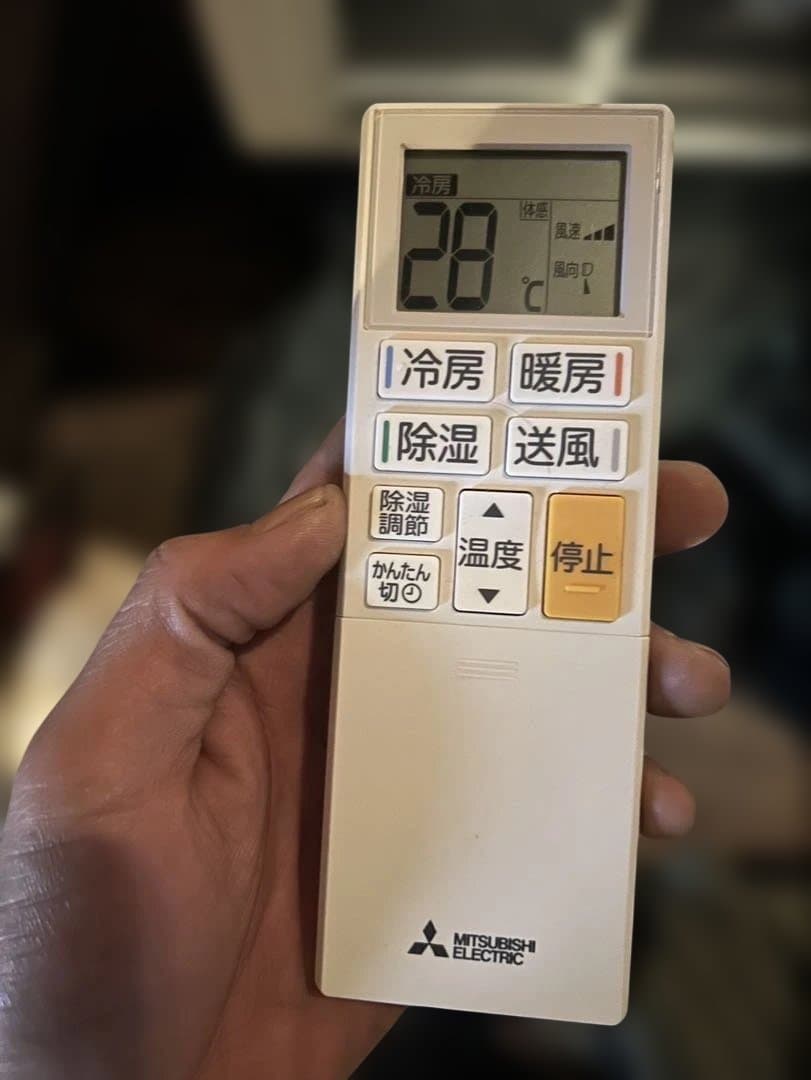 冷房
28℃
体感
風速
風向
冷房
暖房
除湿
送風
除湿
調節
▲
温度
▼
停止
かんたん
切
MITSUBISHI
ELECTRIC